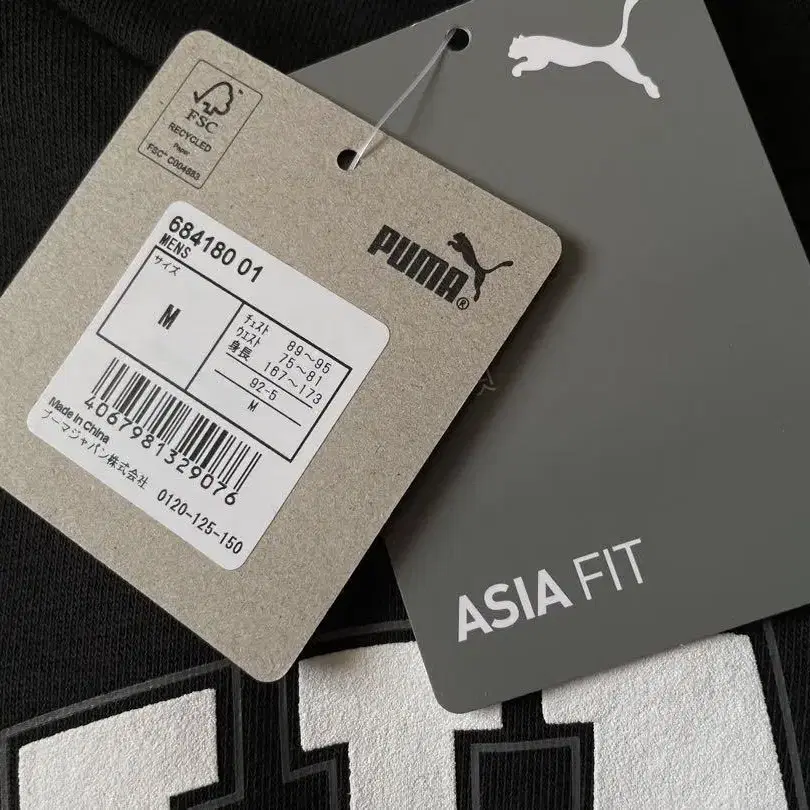 FSC
RECYCLED
Paper
FSC™ C004883
PUMA®
684180 01
MENS
サイズ
M
チェスト 89~95
ウエスト 75~81
身長 167~173
92-5
M
4067981329076
Made in China
プーマジャパン株式会社
0120-125-150
ASIA FIT